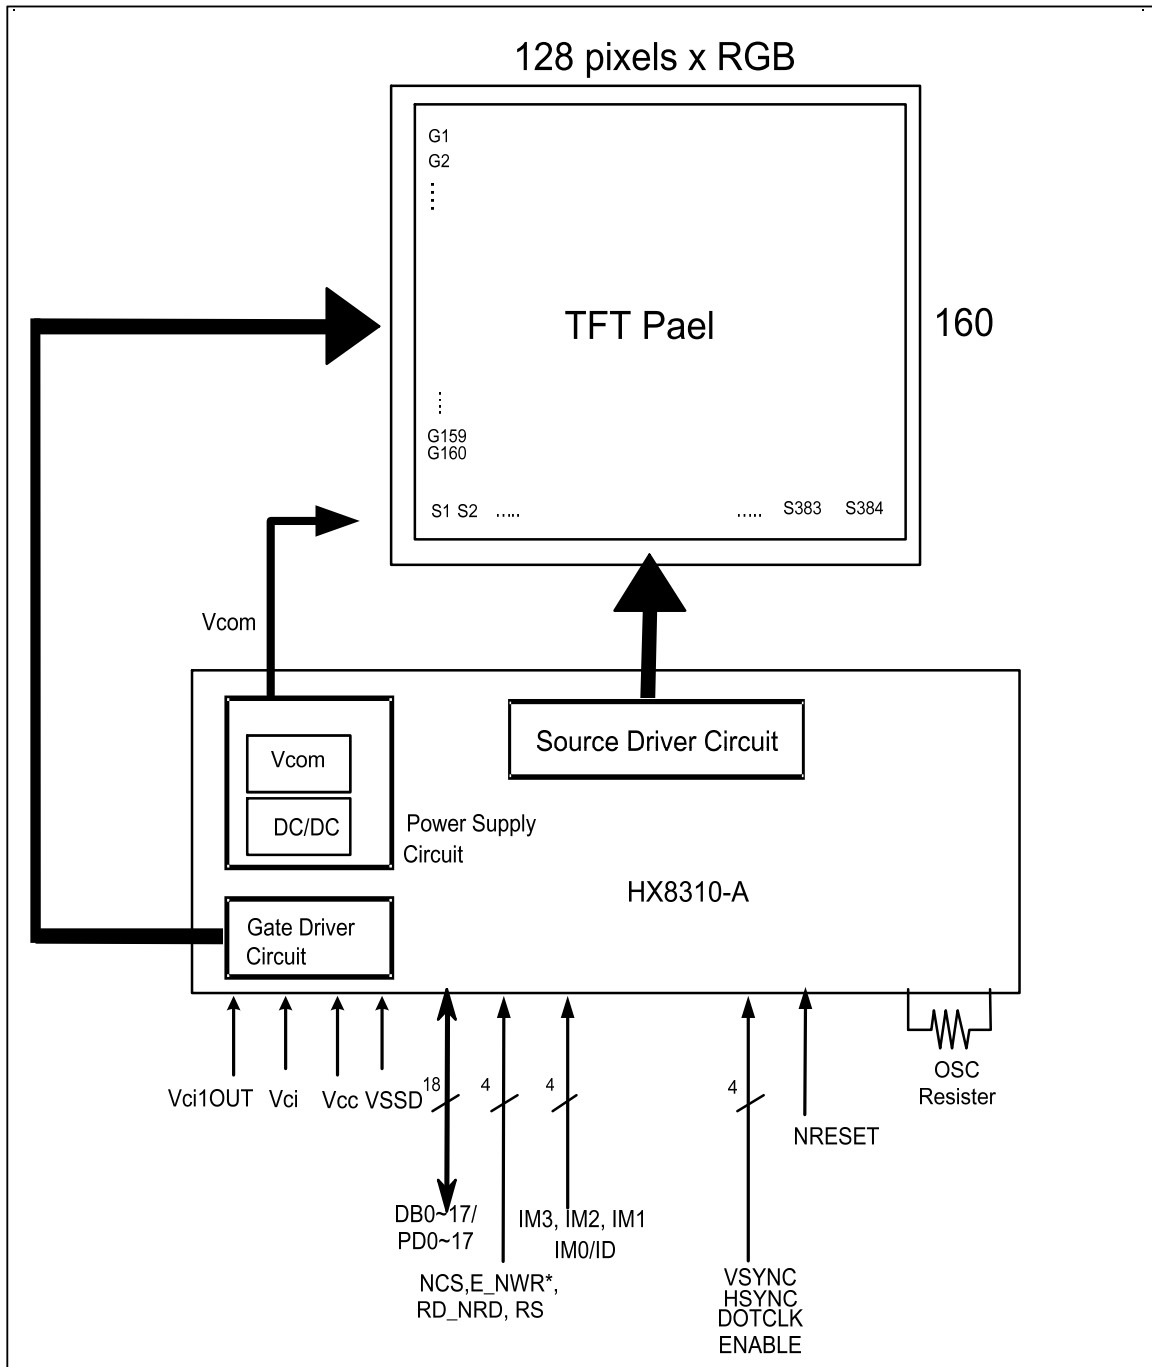 128 pixels x RGB
G1
G2
TFT Pael
160
G159
G160
S1 S2 ..... ..... S383 S384
Vcom
Source Driver Circuit
Vcom
DC/DC
Power Supply
Circuit
HX8310-A
Gate Driver
Circuit
Vci1OUT Vci Vcc VSSD
18 4 4 4
OSC
Resister
NRESET
DB0~17/
PD0~17
IM3, IM2, IM1
IM0/ID
NCS,E_NWR*,
RD_NRD, RS
VSYNC
HSYNC
DOTCLK
ENABLE